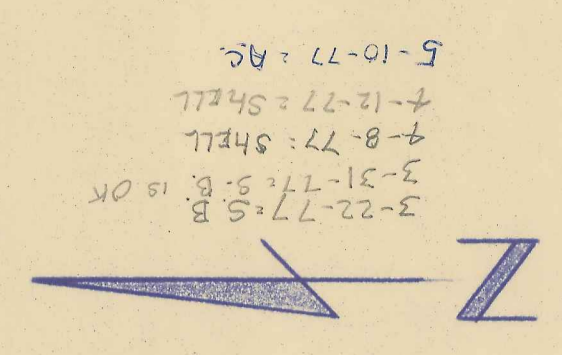 N
3-22-77 = S.B.
3-31-77 = S.B. IS OK
4-8-77 = SHELL
4-12-77 = SHELL
5-10-77 = A.C.